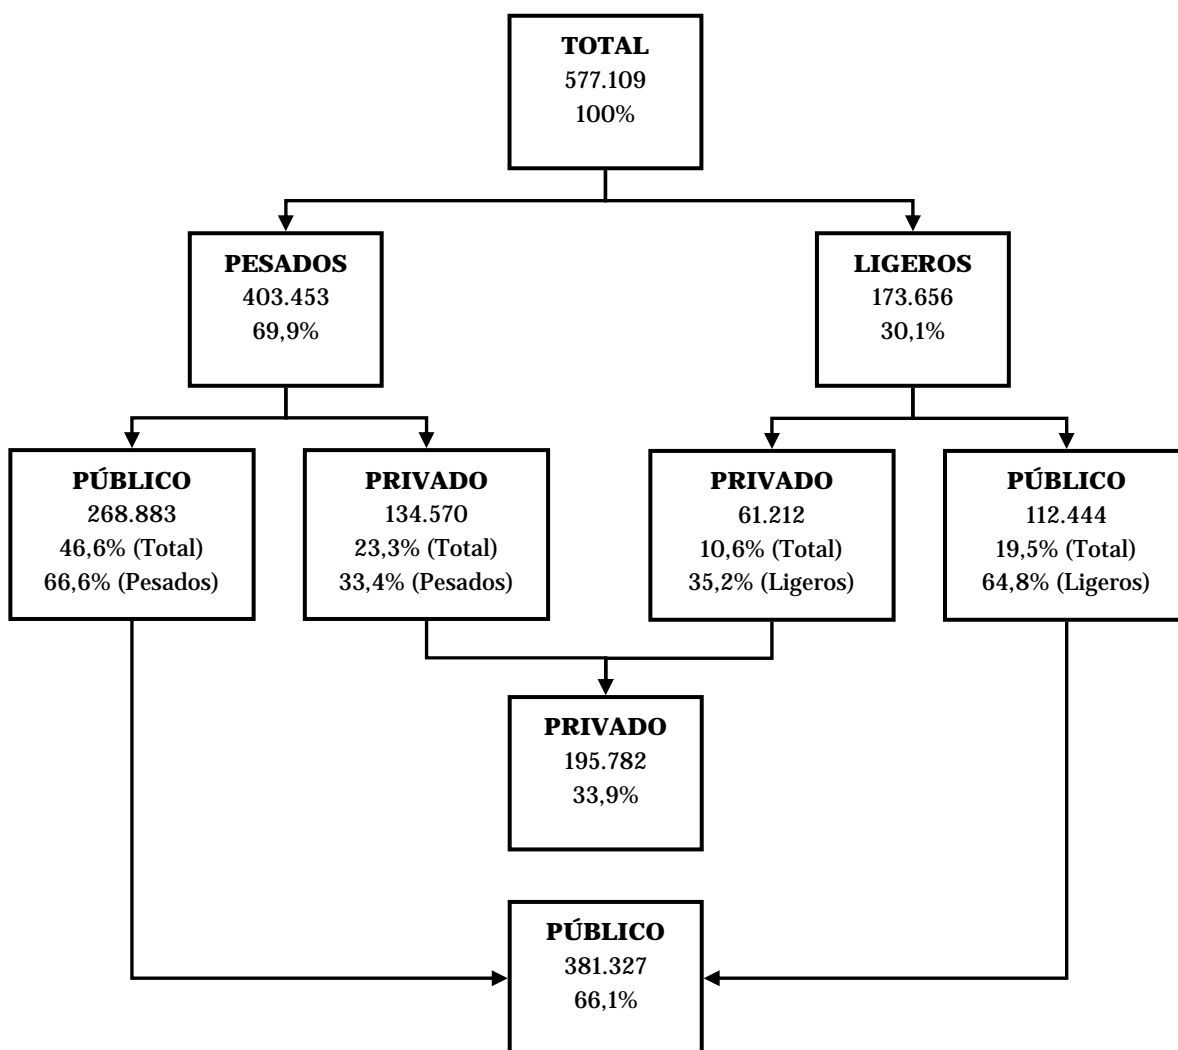 TOTAL
577.109
100%
PESADOS
403.453
69,9%
LIGEROS
173.656
30,1%
PÚBLICO
268.883
46,6% (Total)
66,6% (Pesados)
PRIVADO
134.570
23,3% (Total)
33,4% (Pesados)
PRIVADO
61.212
10,6% (Total)
35,2% (Ligeros)
PÚBLICO
112.444
19,5% (Total)
64,8% (Ligeros)
PRIVADO
195.782
33,9%
PÚBLICO
381.327
66,1%